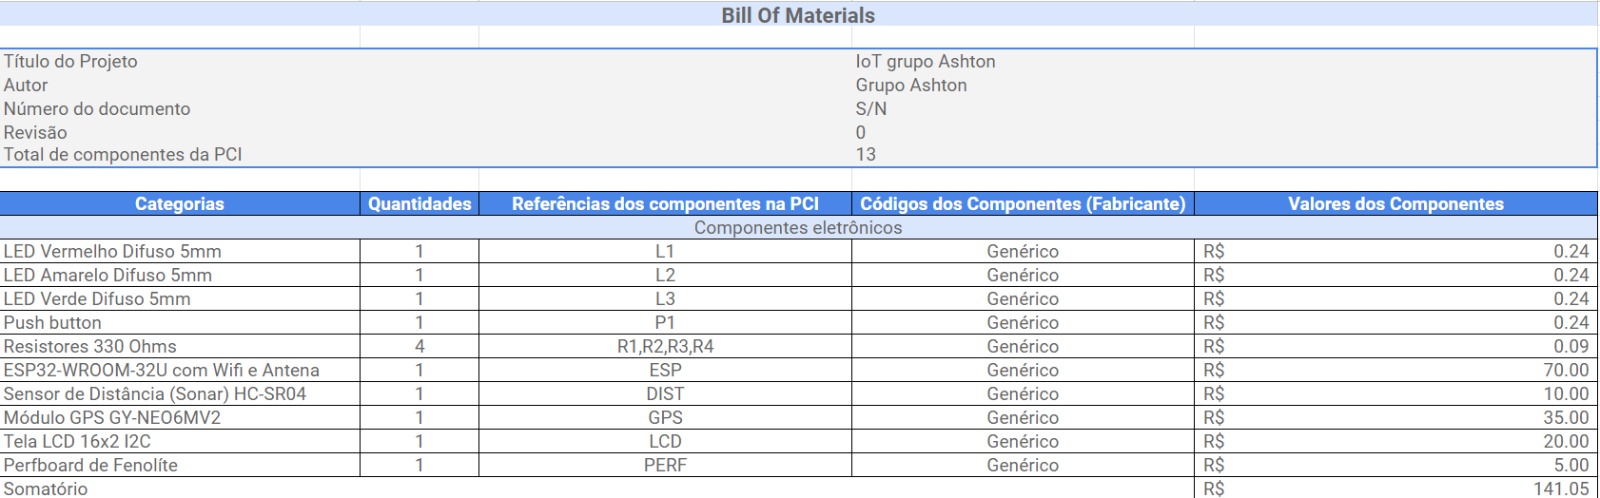 Bill Of Materials
Título do Projeto IoT grupo Ashton
Autor Grupo Ashton
Número do documento S/N
Revisão 0
Total de componentes da PCI 13
Categorias Quantidades Referências dos componentes na PCI Códigos dos Componentes (Fabricante) Valores dos Componentes
Componentes eletrônicos
LED Vermelho Difuso 5mm 1 L1 Genérico R$ 0.24
LED Amarelo Difuso 5mm 1 L2 Genérico R$ 0.24
LED Verde Difuso 5mm 1 L3 Genérico R$ 0.24
Push button 1 P1 Genérico R$ 0.24
Resistores 330 Ohms 4 R1,R2,R3,R4 Genérico R$ 0.09
ESP32-WROOM-32U com Wifi e Antena 1 ESP Genérico R$ 70.00
Sensor de Distância (Sonar) HC-SR04 1 DIST Genérico R$ 10.00
Módulo GPS GY-NEO6MV2 1 GPS Genérico R$ 35.00
Tela LCD 16x2 I2C 1 LCD Genérico R$ 20.00
Perfboard de Fenolíte 1 PERF Genérico R$ 5.00
Somatório R$ 141.05